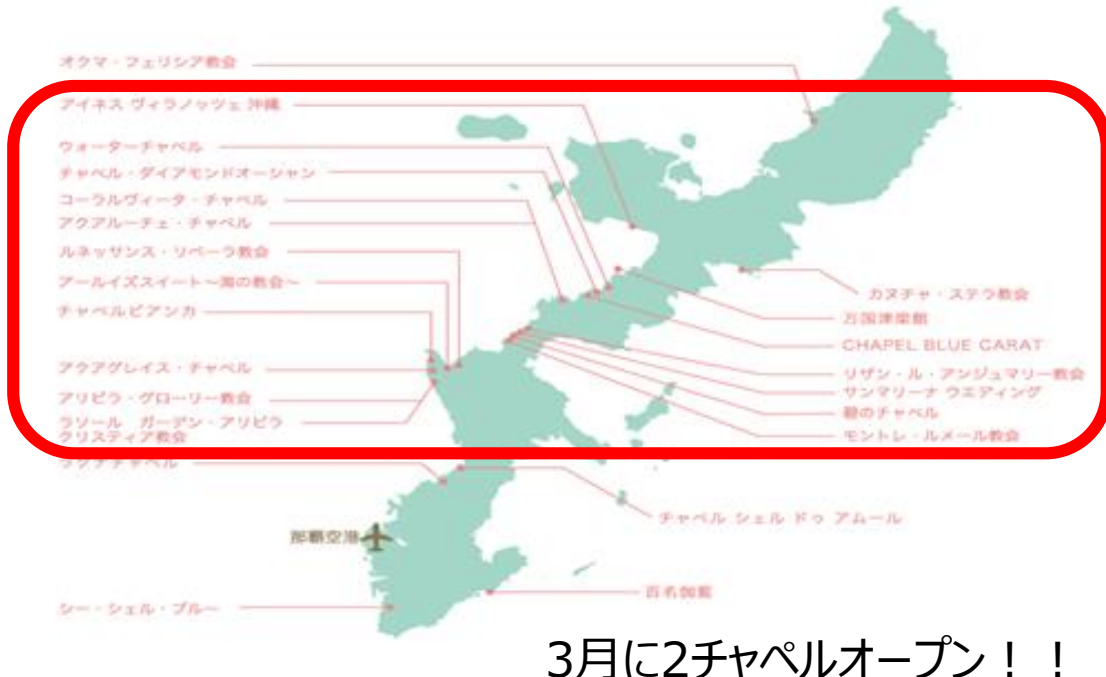 オクマ・フェリシア教会
アイネス ヴィラノッツェ 沖縄
ウォーターチャペル
チャペル・ダイアモンドオーシャン
コーラルヴィータ・チャペル
アクアルーチェ・チャペル
ルネッサンス・リベーラ教会
アールイズスイート～海の教会～
チャペルビアンカ
アクアグレイス・チャペル
アリビラ・グローリー教会
ラソール ガーデン・アリビラ
クリスティア教会
ラグナチャペル
那覇空港
シー・シェル・ブルー
カヌチャ・ステラ教会
万国津梁館
CHAPEL BLUE CARAT
リザン・ル・アンジュマリー教会
サンマリーナ ウエディング
碧のチャペル
モントレ・ルメール教会
チャペル シェル ドゥ アムール
百名伽藍
3月に2チャペルオープン！！